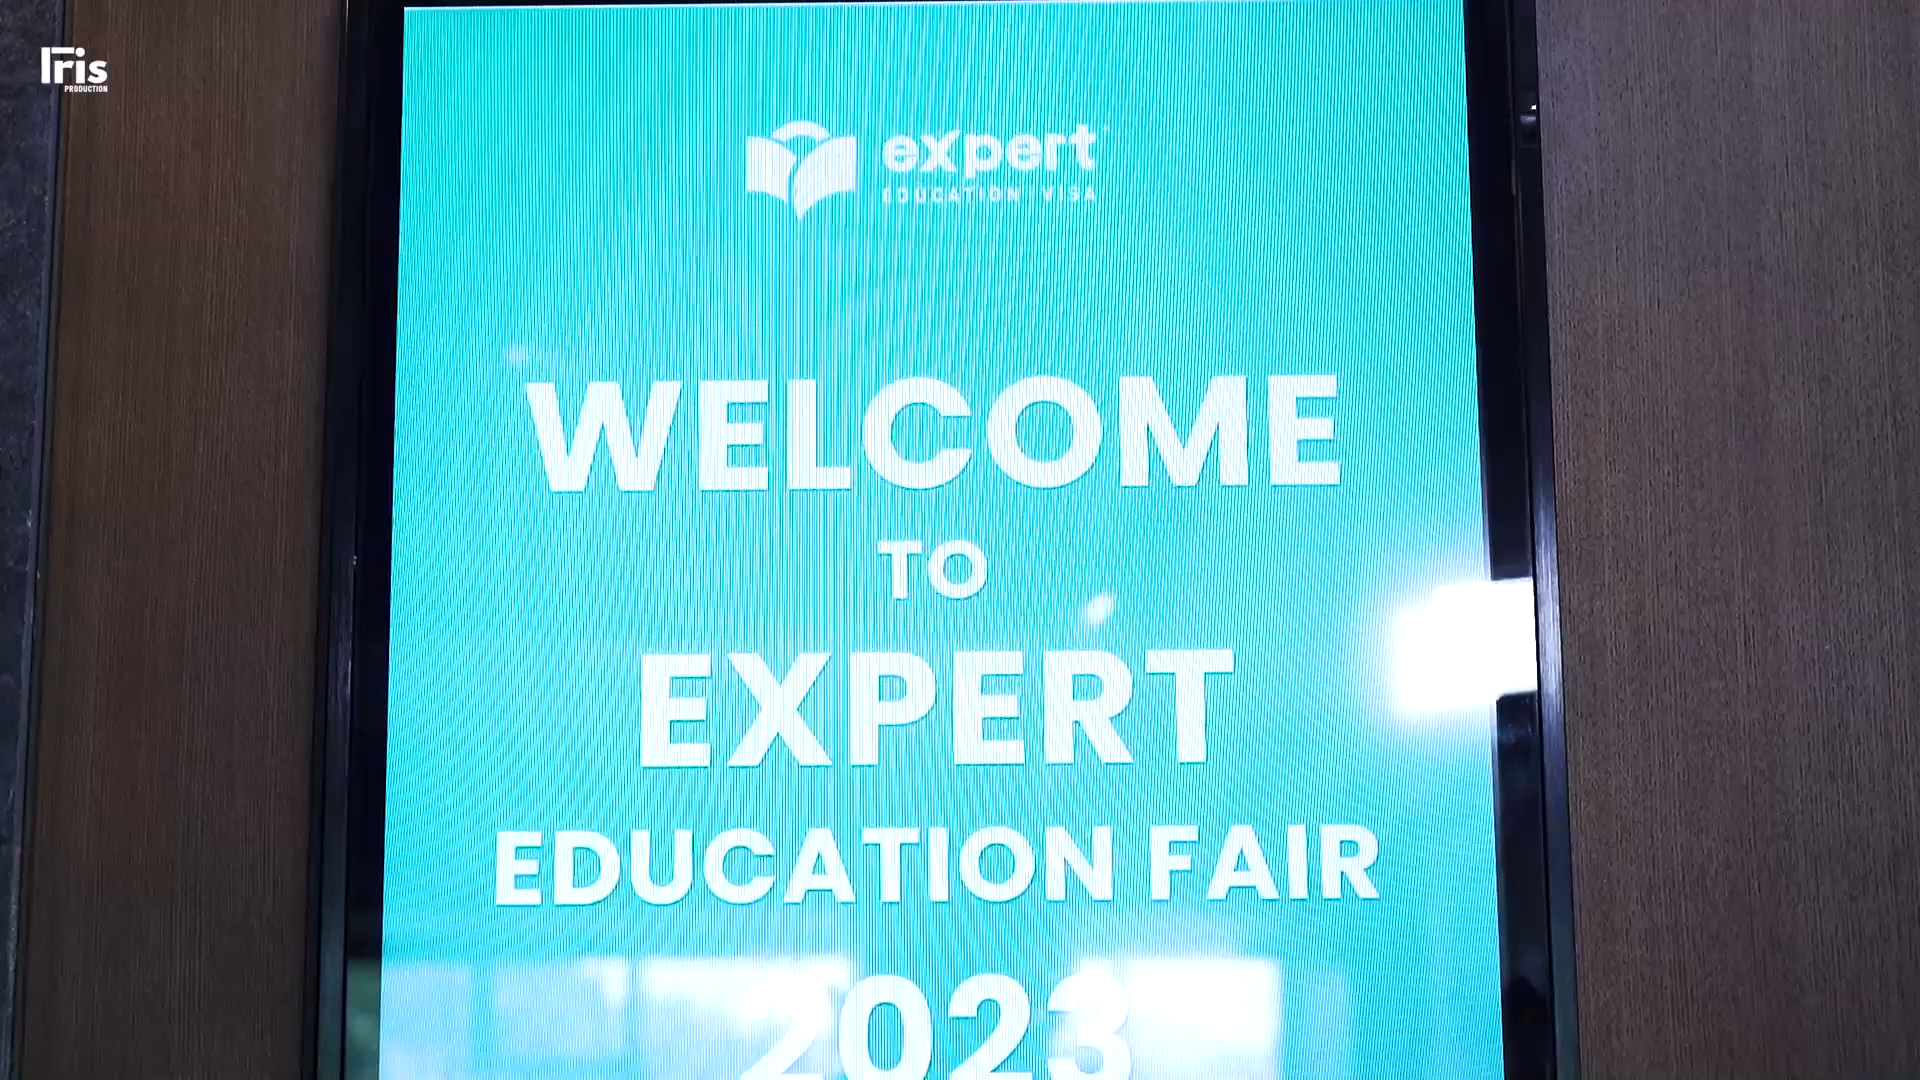 Iris
PRODUCTION
expert
EDUCATION | VISA
WELCOME
TO
EXPERT
EDUCATION FAIR
2023